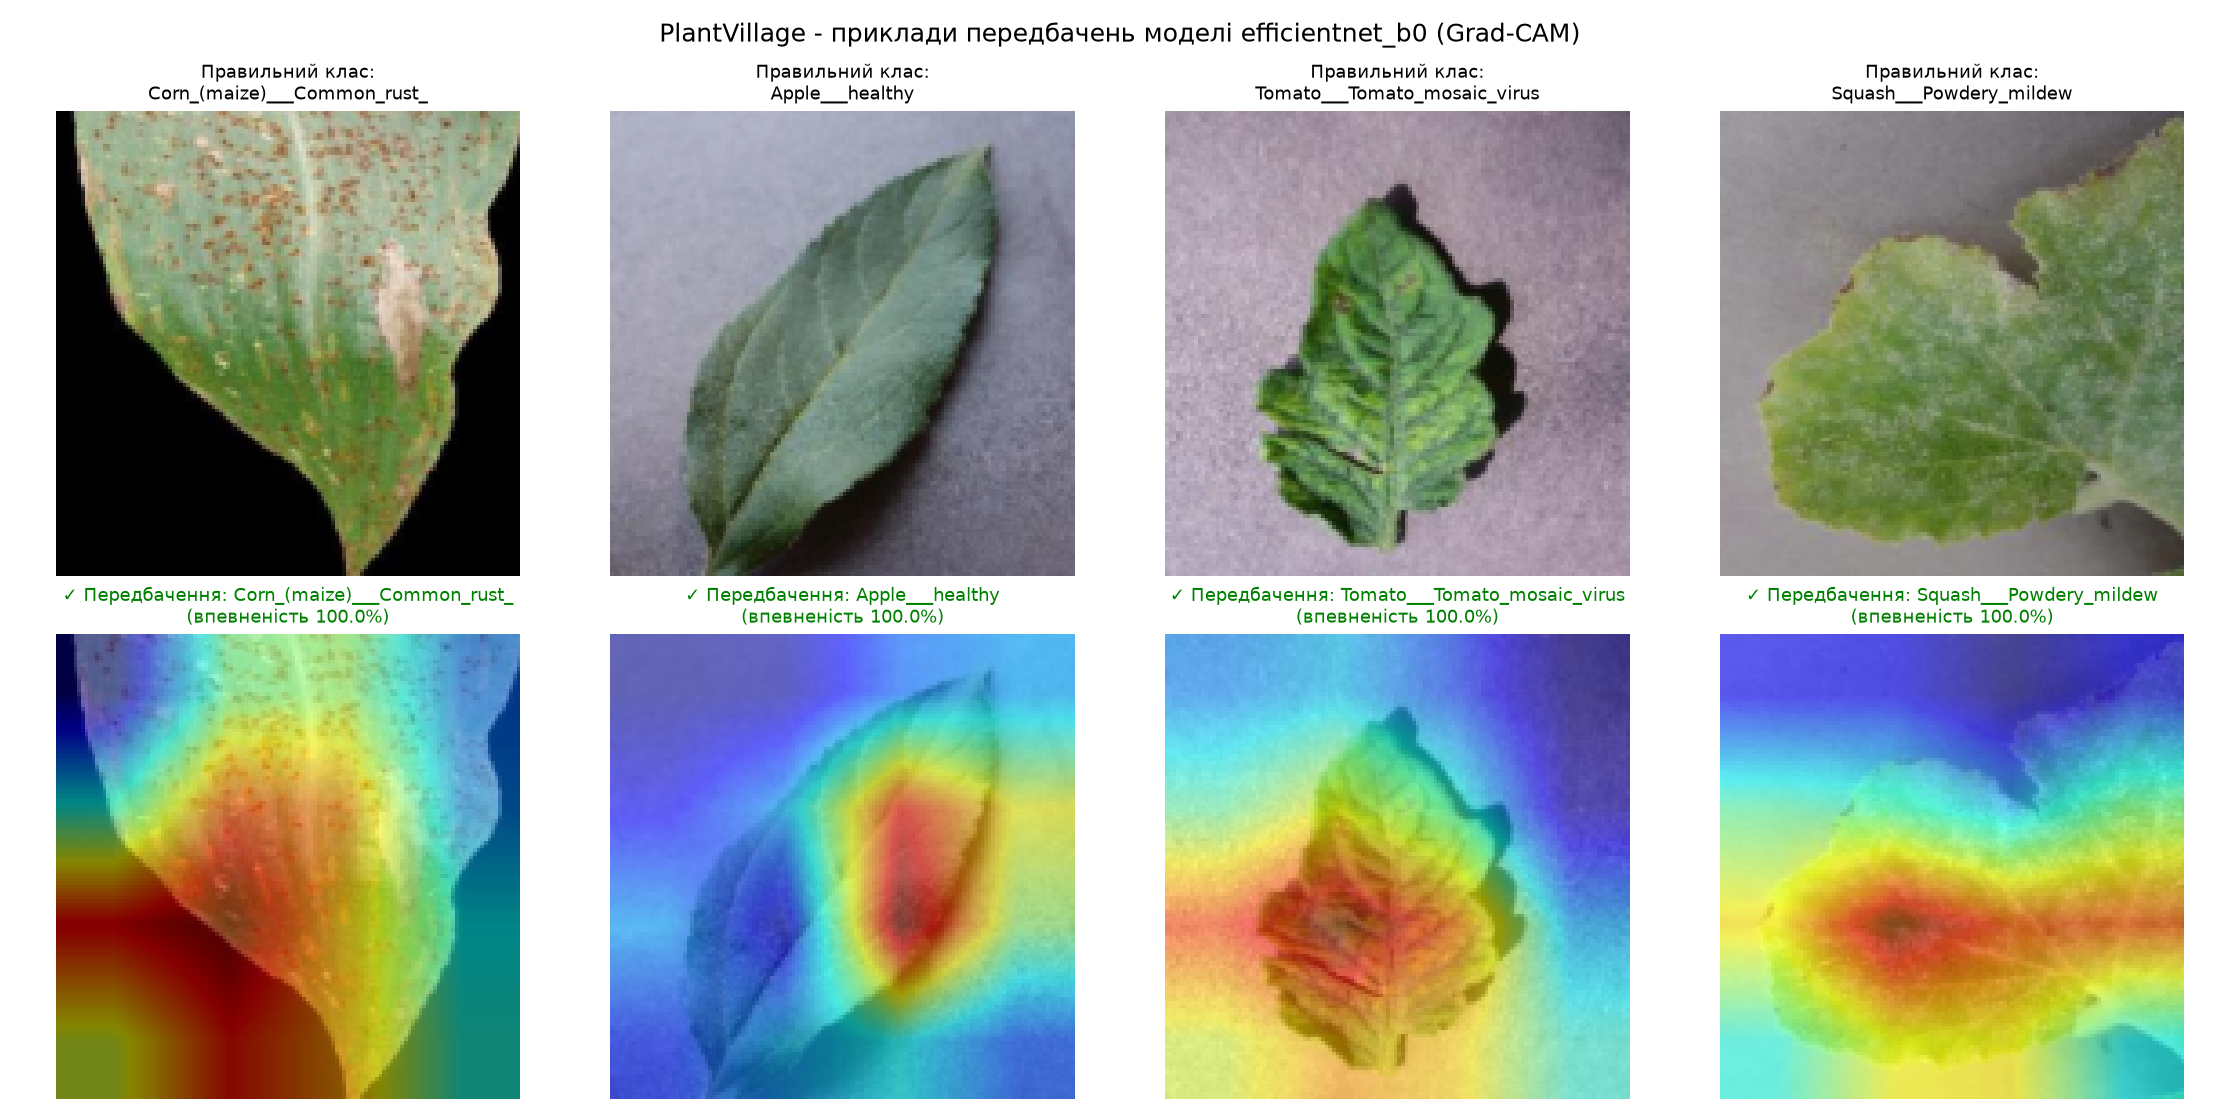 PlantVillage - приклади передбачень моделі efficientnet_b0 (Grad-CAM)
Правильний клас:
Corn_(maize)___Common_rust_
Правильний клас:
Apple___healthy
Правильний клас:
Tomato___Tomato_mosaic_virus
Правильний клас:
Squash___Powdery_mildew
✓ Передбачення: Corn_(maize)___Common_rust_
(впевненість 100.0%)
✓ Передбачення: Apple___healthy
(впевненість 100.0%)
✓ Передбачення: Tomato___Tomato_mosaic_virus
(впевненість 100.0%)
✓ Передбачення: Squash___Powdery_mildew
(впевненість 100.0%)